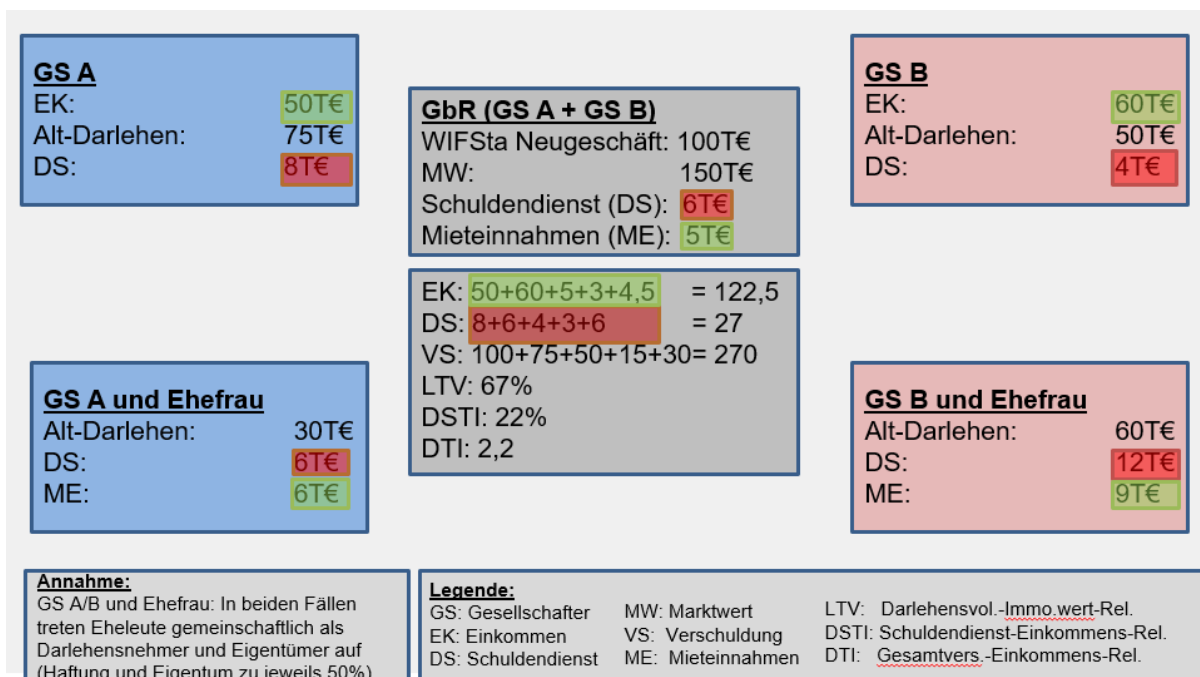 GS A
EK: 50T€
Alt-Darlehen: 75T€
DS: 8T€
GbR (GS A + GS B)
WIFSta Neugeschäft: 100T€
MW: 150T€
Schuldendienst (DS): 6T€
Mieteinnahmen (ME): 5T€
GS B
EK: 60T€
Alt-Darlehen: 50T€
DS: 4T€
EK: 50+60+5+3+4,5 = 122,5
DS: 8+6+4+3+6 = 27
VS: 100+75+50+15+30= 270
LTV: 67%
DSTI: 22%
DTI: 2,2
GS A und Ehefrau
Alt-Darlehen: 30T€
DS: 6T€
ME: 6T€
GS B und Ehefrau
Alt-Darlehen: 60T€
DS: 12T€
ME: 9T€
Annahme:
GS A/B und Ehefrau: In beiden Fällen
treten Eheleute gemeinschaftlich als
Darlehensnehmer und Eigentümer auf
(Haftung und Eigentum zu jeweils 50%)
Legende:
GS: Gesellschafter MW: Marktwert LTV: Darlehensvol.-Immo.wert-Rel.
EK: Einkommen VS: Verschuldung DSTI: Schuldendienst-Einkommens-Rel.
DS: Schuldendienst ME: Mieteinnahmen DTI: Gesamtvers.-Einkommens-Rel.